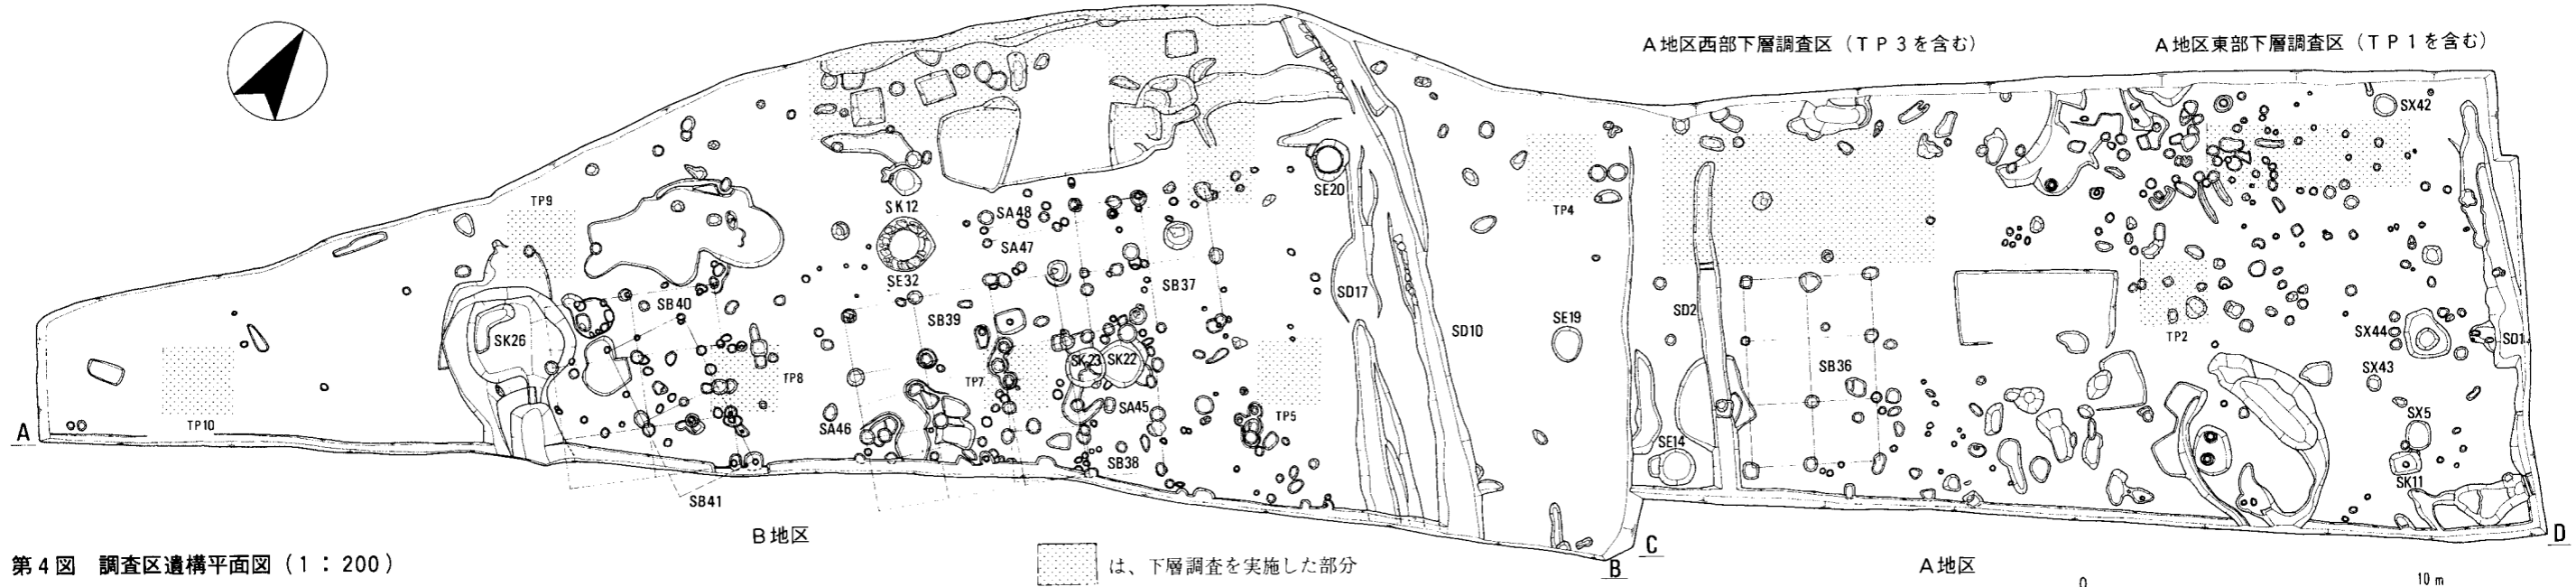 A地区西部下層調査区（TP3を含む）
A地区東部下層調査区（TP1を含む）
SX42
TP9
SK12
SE32
SA48
SA47
SE20
TP4
SB40
SB39
SB37
SD17
SD10
SE19
SD2
SB36
TP2
SX44
SD1
SX43
SK26
TP8
TP7
SK23
SK22
SA45
SA46
SB38
TP5
SE14
SX5
SK11
A
TP10
SB41
B地区
B
C
A地区
D
第4図 調査区遺構平面図（1：200）
は、下層調査を実施した部分
0
10m